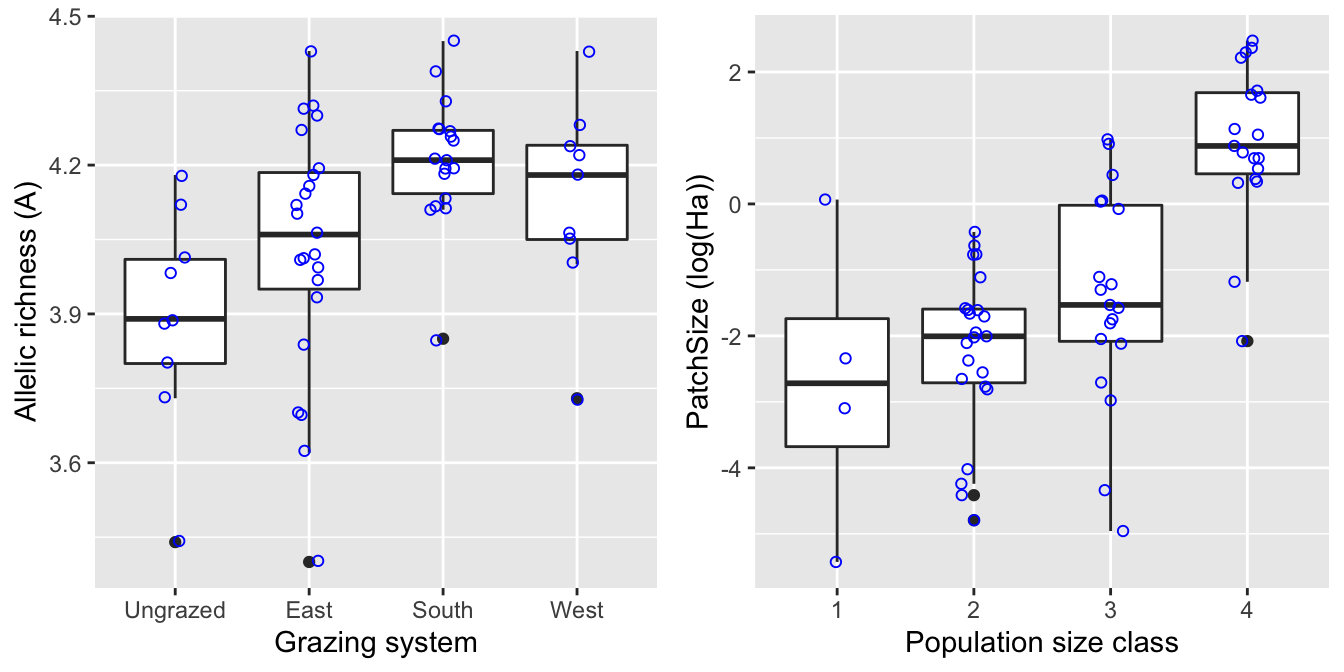 4.5
4.2
3.9
3.6
Allelic richness (A)
Ungrazed East South West
Grazing system
2
0
-2
-4
PatchSize (log(Ha))
1 2 3 4
Population size class